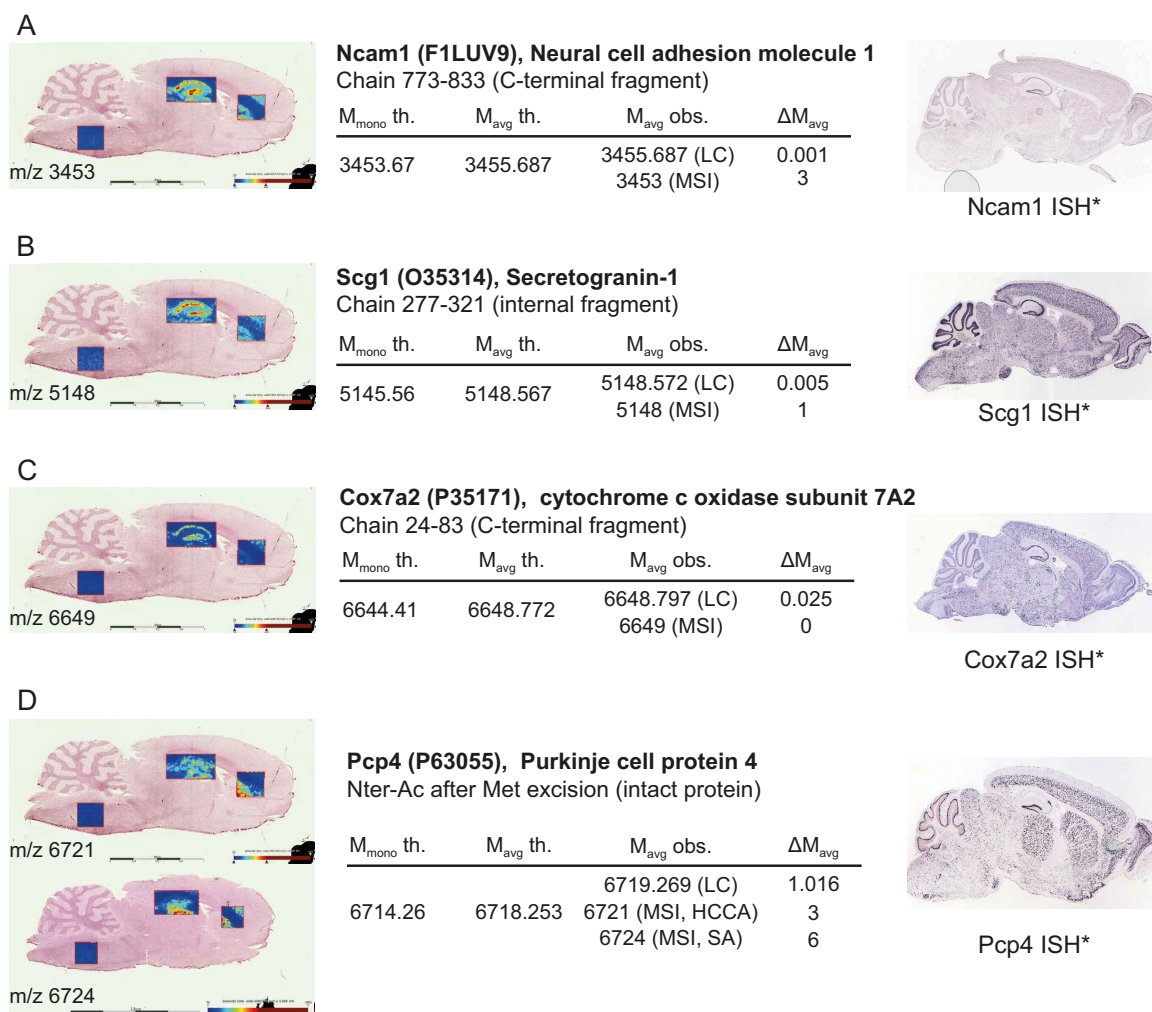 A
Ncam1 (F1LUV9), Neural cell adhesion molecule 1
Chain 773-833 (C-terminal fragment)
Mmono th. Mavg th. Mavg obs. ΔMavg
3453.67 3455.687 3455.687 (LC) 0.001
3453 (MSI) 3
m/z 3453
Ncam1 ISH*
B
Scg1 (O35314), Secretogranin-1
Chain 277-321 (internal fragment)
Mmono th. Mavg th. Mavg obs. ΔMavg
5145.56 5148.567 5148.572 (LC) 0.005
5148 (MSI) 1
m/z 5148
Scg1 ISH*
C
Cox7a2 (P35171), cytochrome c oxidase subunit 7A2
Chain 24-83 (C-terminal fragment)
Mmono th. Mavg th. Mavg obs. ΔMavg
6644.41 6648.772 6648.797 (LC) 0.025
6649 (MSI) 0
m/z 6649
Cox7a2 ISH*
D
Pcp4 (P63055), Purkinje cell protein 4
Nter-Ac after Met excision (intact protein)
m/z 6721
Mmono th. Mavg th. Mavg obs. ΔMavg
6719.269 (LC) 1.016
6714.26 6718.253 6721 (MSI, HCCA) 3
6724 (MSI, SA) 6
Pcp4 ISH*
m/z 6724